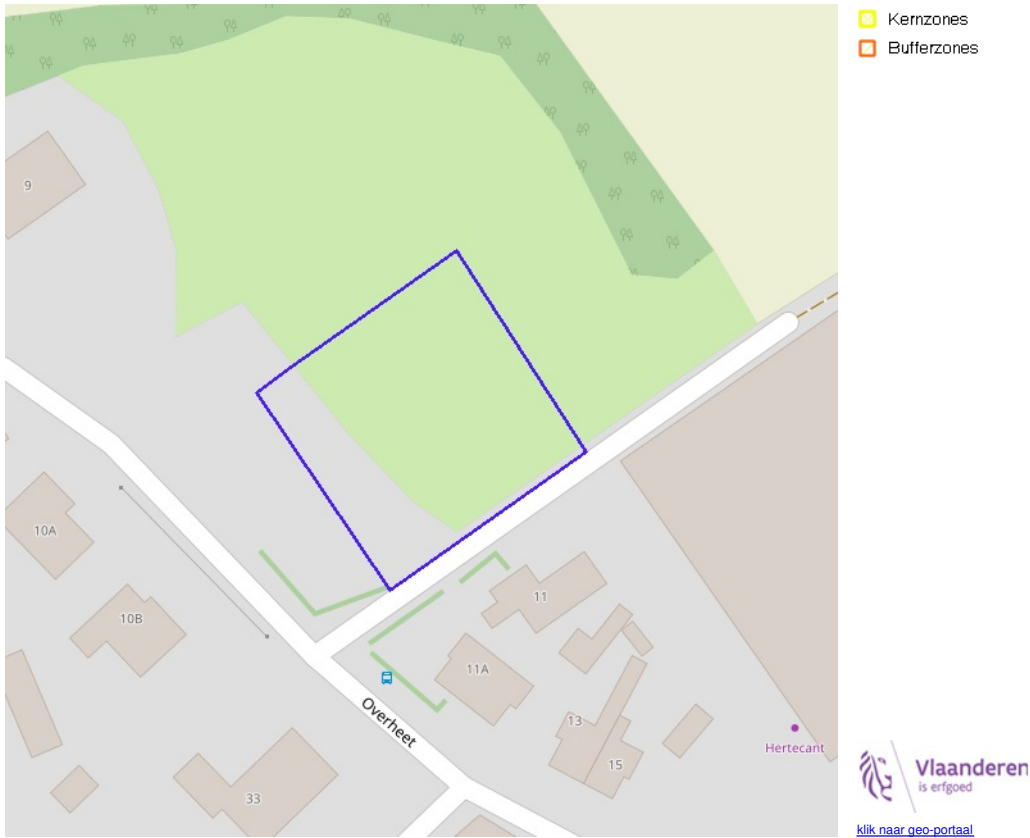 Kernzones
Bufferzones
9
10A
10B
11
11A
13
15
33
Overheet
Hertecant
Vlaanderen
is erfgoed
klik naar geo-portaal